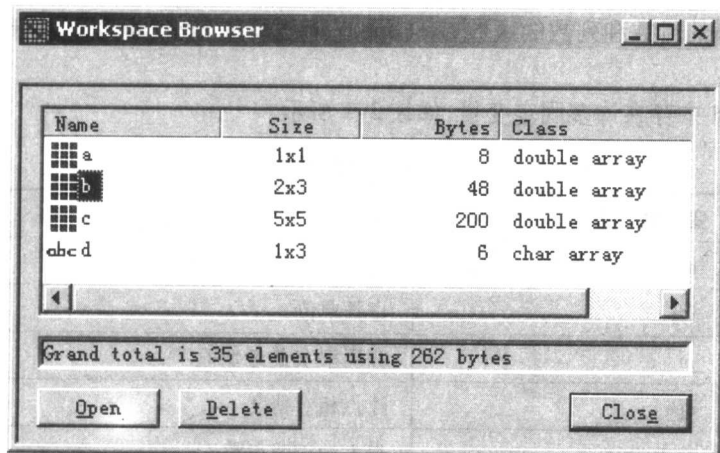 Workspace Browser
Name Size Bytes Class
a 1x1 8 double array
b 2x3 48 double array
c 5x5 200 double array
abc d 1x3 6 char array
Grand total is 35 elements using 262 bytes
Open Delete Close